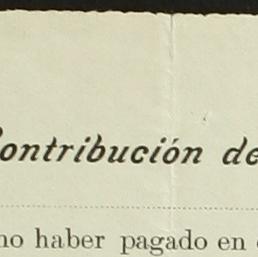 Contribución de
no haber pagado en